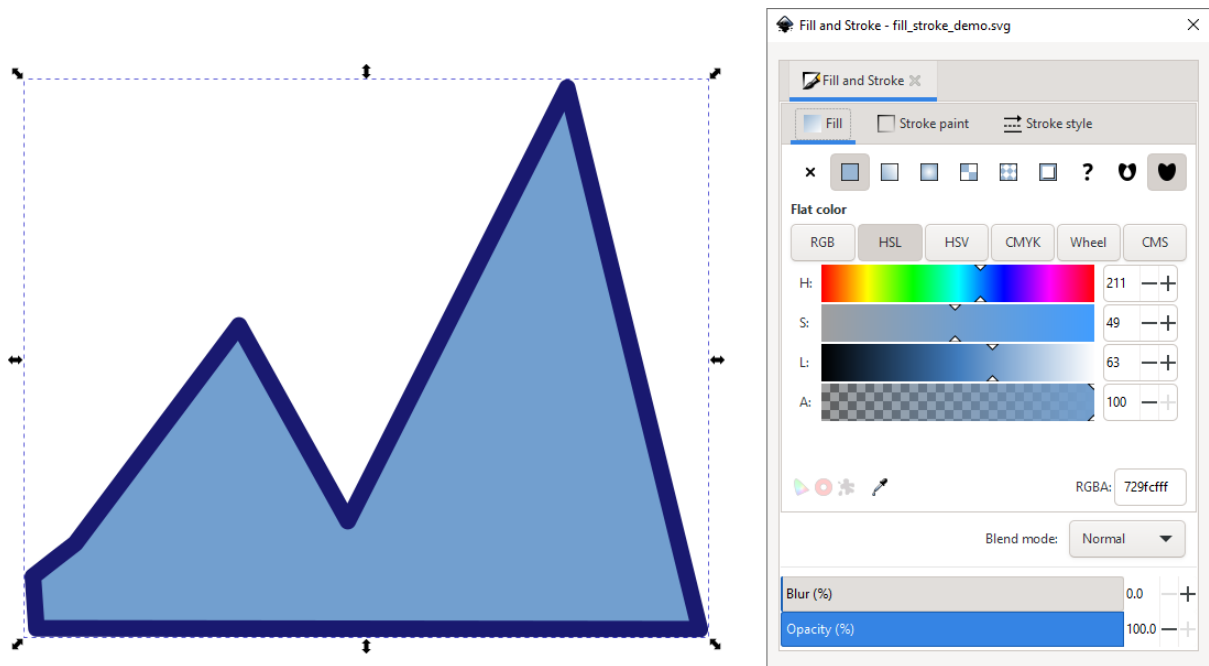 Fill and Stroke - fill_stroke_demo.svg
Fill and Stroke
Fill Stroke paint Stroke style
?
Flat color
RGB HSL HSV CMYK Wheel CMS
H: 211
S: 49
L: 63
A: 100
RGBA: 729fcfff
Blend mode: Normal
Blur (%) 0.0
Opacity (%) 100.0